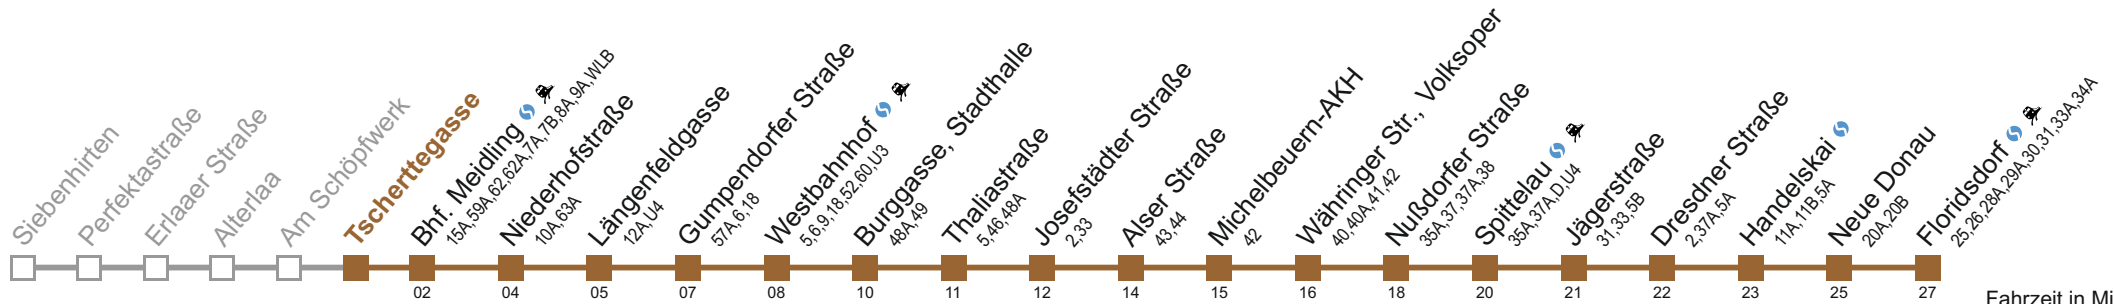 Siebenhirten
Perfektastraße
Erlaaer Straße
Alterlaa
Am Schöpfwerk
Tscherttegasse
Bhf. Meidling
15A,59A,62,62A,7A,7B,8A,9A,WLB
Niederhofstraße
10A,63A
Längenfeldgasse
12A,U4
Gumpendorfer Straße
57A,6,18
Westbahnhof
5,6,9,18,52,60,U3
Burggasse, Stadthalle
48A,49
Thaliastraße
5,46,48A
Josefstädter Straße
2,33
Alser Straße
43,44
Michelbeuern-AKH
42
Währinger Str., Volksoper
40,40A,41,42
Nußdorfer Straße
35A,37,37A,38
Spittelau
35A,37A,D,U4
Jägerstraße
31,33,5B
Dresdner Straße
2,37A,5A
Handelskai
11A,11B,5A
Neue Donau
20A,20B
Floridsdorf
25,26,28A,29A,30,31,33A,34A
02 04 05 07 08 10 11 12 14 15 16 18 20 21 22 23 25 27
Fahrzeit in Mi